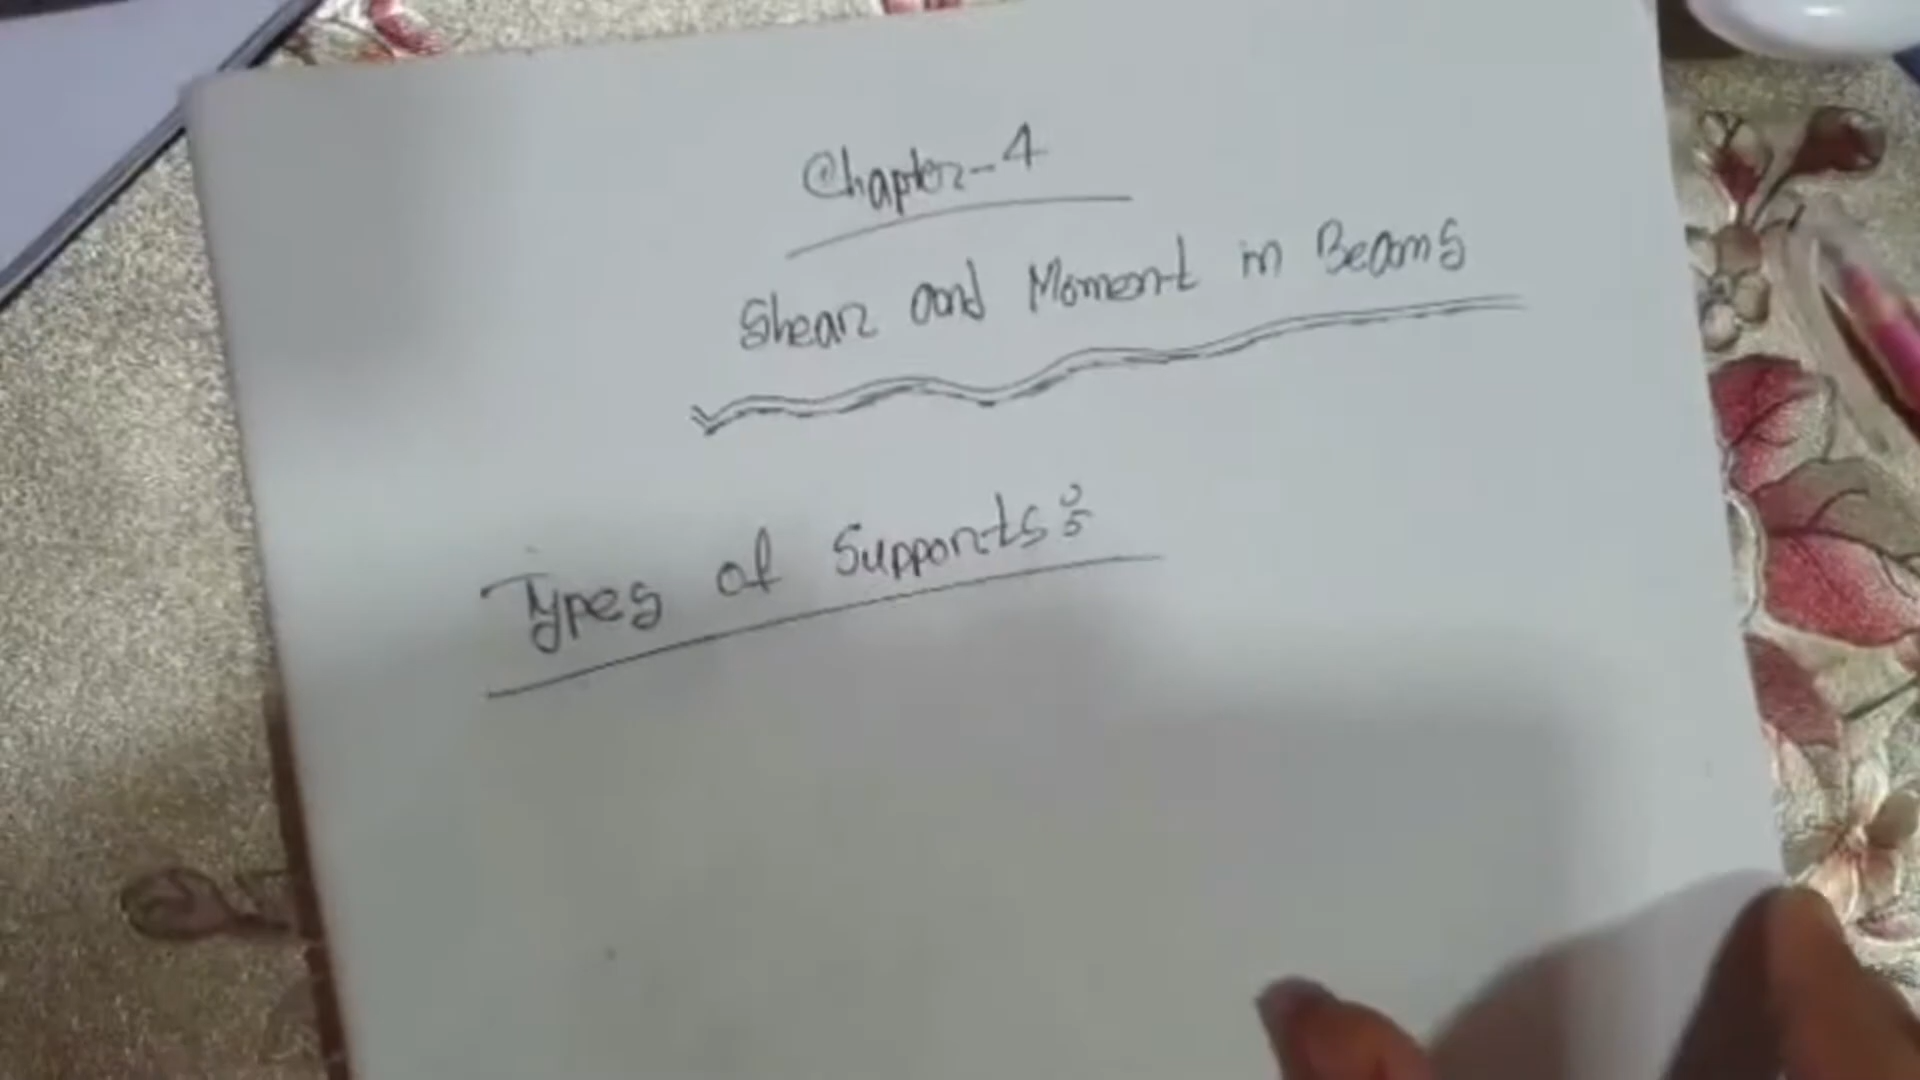 Chapter-4
Shear and Moment in Beams
Types of Supports: